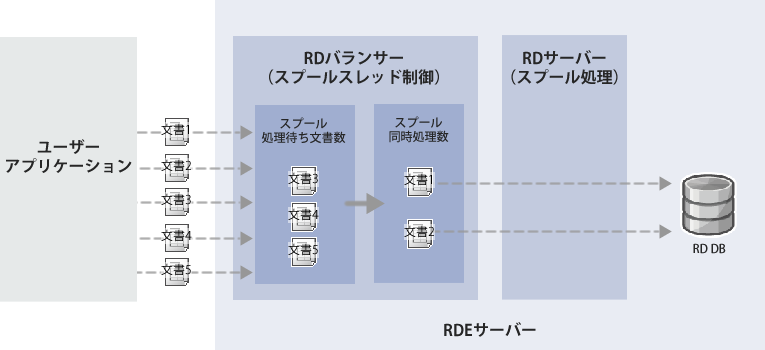 ユーザー
アプリケーション
文書1
文書2
文書3
文書4
文書5
RDバランサー
（スプールスレッド制御）
スプール
処理待ち文書数
文書3
文書4
文書5
スプール
同時処理数
文書1
文書2
RDサーバー
（スプール処理）
RD DB
RDEサーバー